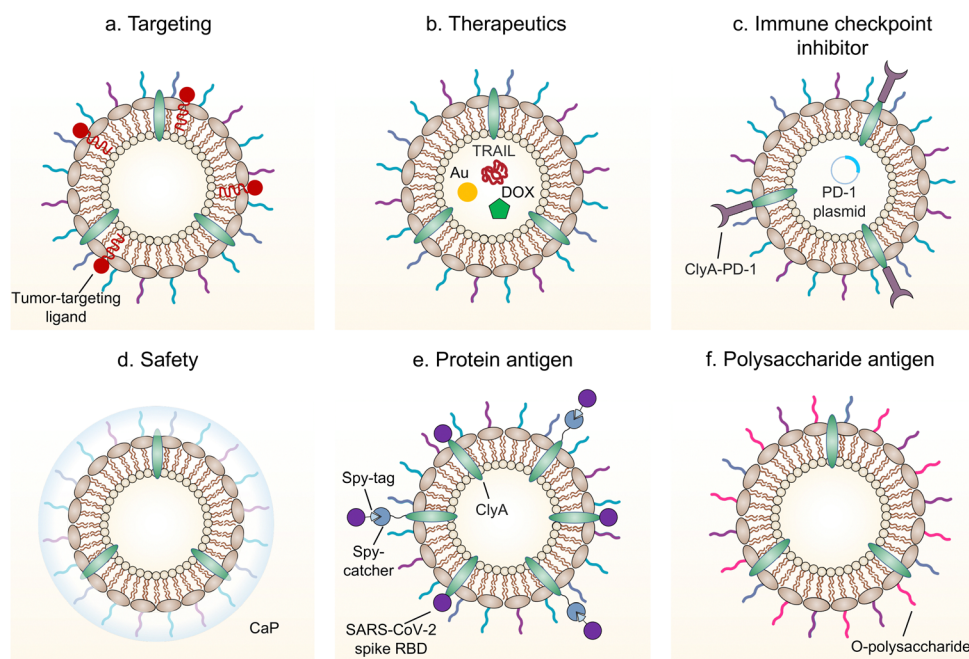 a. Targeting
Tumor-targeting
ligand
b. Therapeutics
TRAIL
Au
DOX
c. Immune checkpoint
inhibitor
PD-1
plasmid
ClyA-PD-1
d. Safety
CaP
e. Protein antigen
Spy-tag
ClyA
Spy-
catcher
SARS-CoV-2
spike RBD
f. Polysaccharide antigen
O-polysaccharide